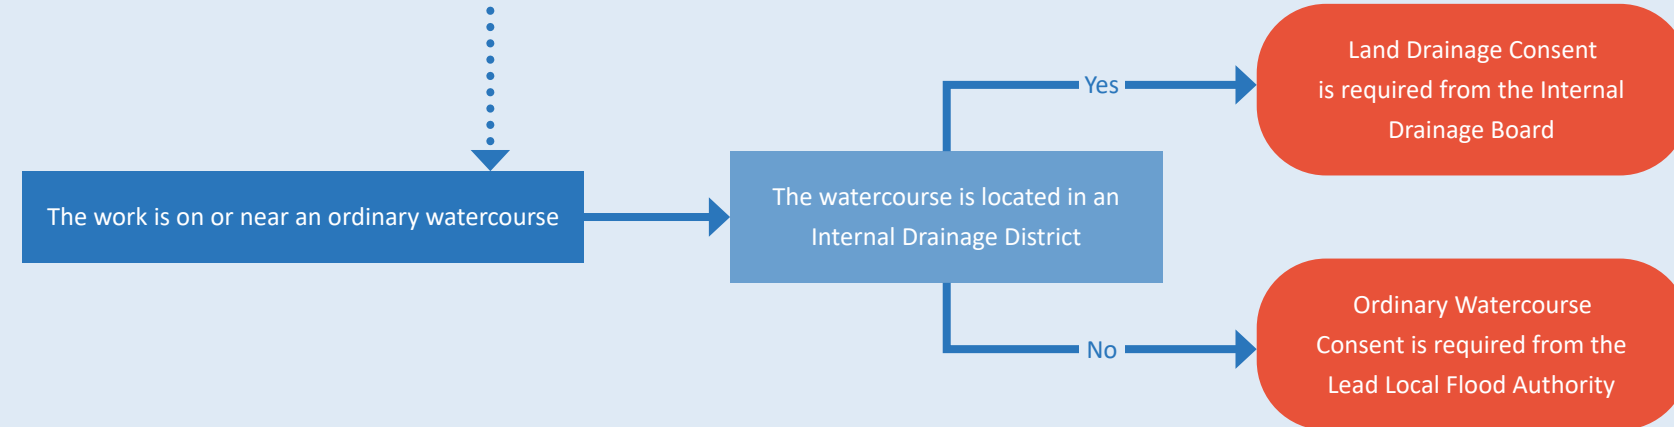 The work is on or near an ordinary watercourse
The watercourse is located in an
Internal Drainage District
Yes
Land Drainage Consent
is required from the Internal
Drainage Board
No
Ordinary Watercourse
Consent is required from the
Lead Local Flood Authority